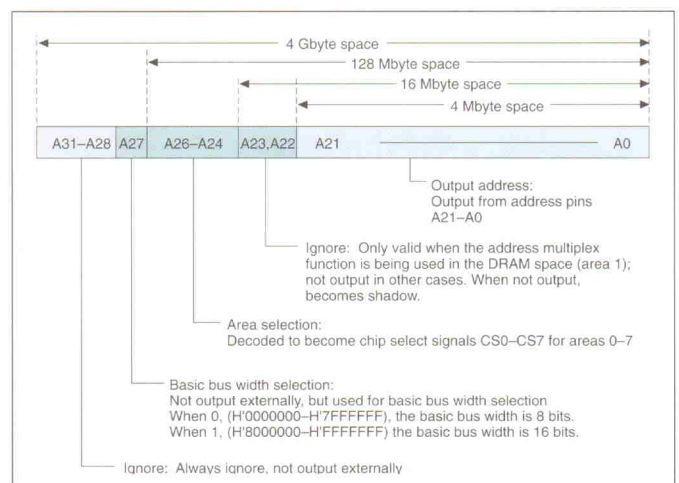 4 Gbyte space
128 Mbyte space
16 Mbyte space
4 Mbyte space
A31–A28 A27 A26–A24 A23,A22 A21 A0
Output address:
Output from address pins
A21–A0
Ignore: Only valid when the address multiplex
function is being used in the DRAM space (area 1);
not output in other cases. When not output,
becomes shadow.
Area selection:
Decoded to become chip select signals CS0–CS7 for areas 0–7
Basic bus width selection:
Not output externally, but used for basic bus width selection
When 0, (H'0000000–H'7FFFFFF), the basic bus width is 8 bits.
When 1, (H'8000000–H'FFFFFFF) the basic bus width is 16 bits.
Ignore: Always ignore, not output externally